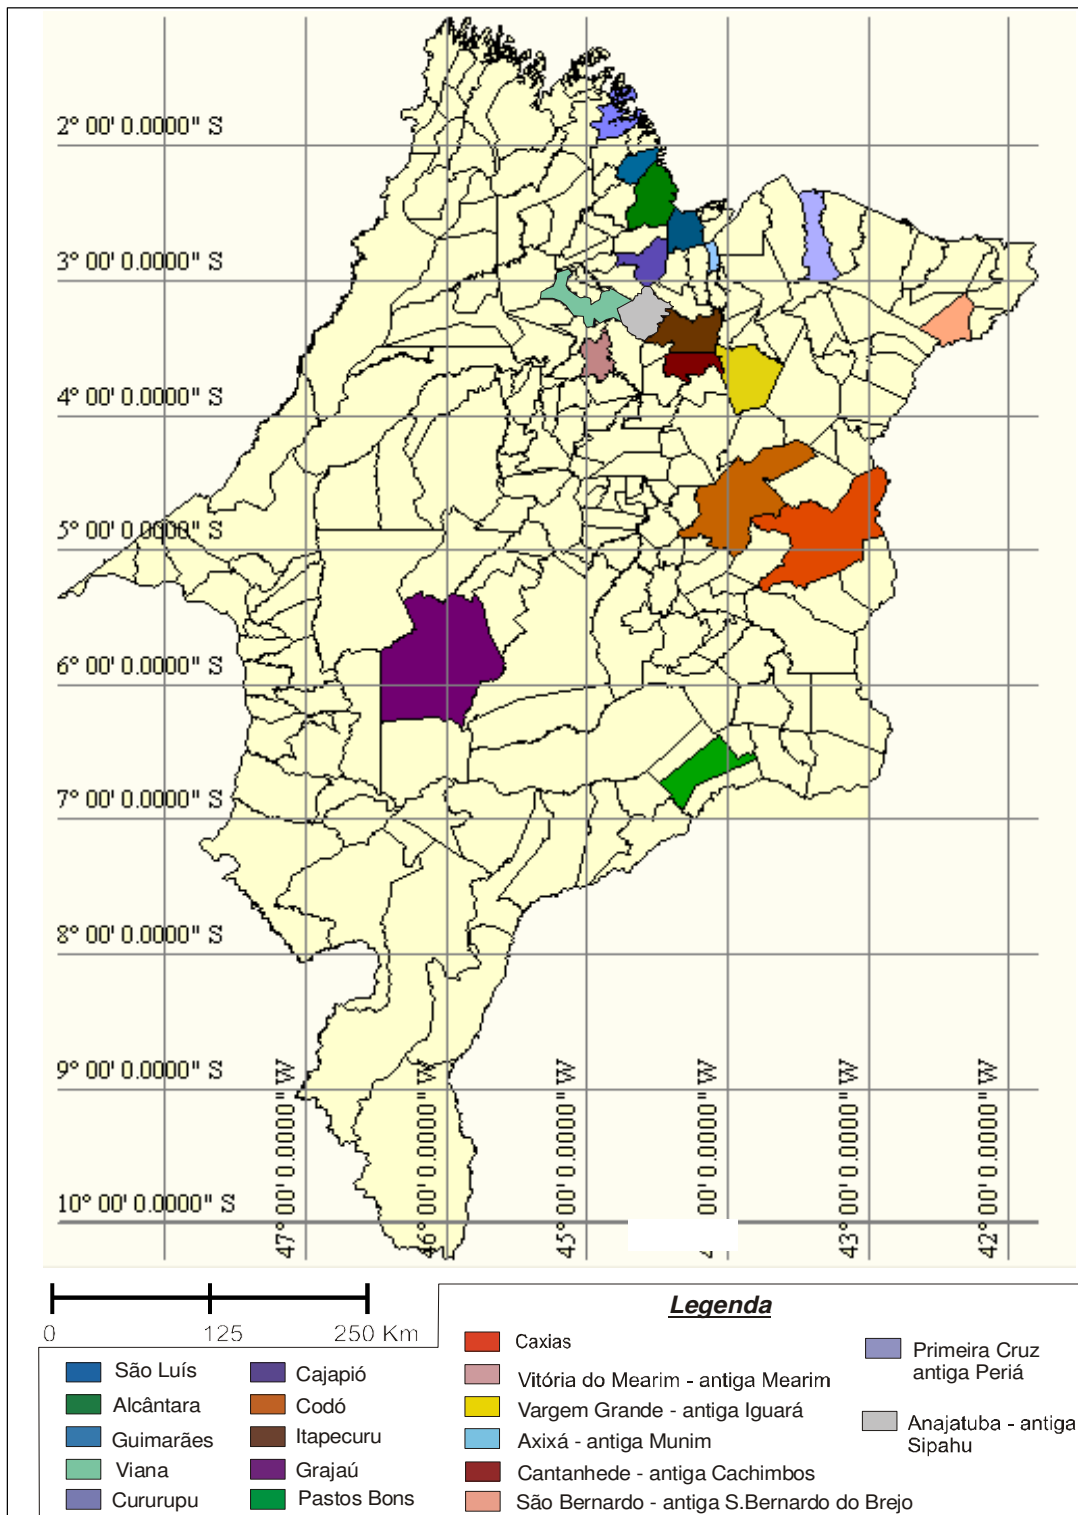 2° 00' 0.0000" S
3° 00' 0.0000" S
4° 00' 0.0000" S
5° 00' 0.0000" S
6° 00' 0.0000" S
7° 00' 0.0000" S
8° 00' 0.0000" S
9° 00' 0.0000" S
10° 00' 0.0000" S
47° 00' 0.0000" W
46° 00' 0.0000" W
45° 00' 0.0000" W
00' 0.0000" W
43° 00' 0.0000" W
42° 00' 0.0000" W
0 125 250 Km
Legenda
São Luís
Alcântara
Guimarães
Viana
Cururupu
Cajapió
Codó
Itapecuru
Grajaú
Pastos Bons
Caxias
Vitória do Mearim - antiga Mearim
Vargem Grande - antiga Iguará
Axixá - antiga Munim
Cantanhede - antiga Cachimbos
São Bernardo - antiga S.Bernardo do Brejo
Primeira Cruz
antiga Periá
Anajatuba - antiga
Sipahu